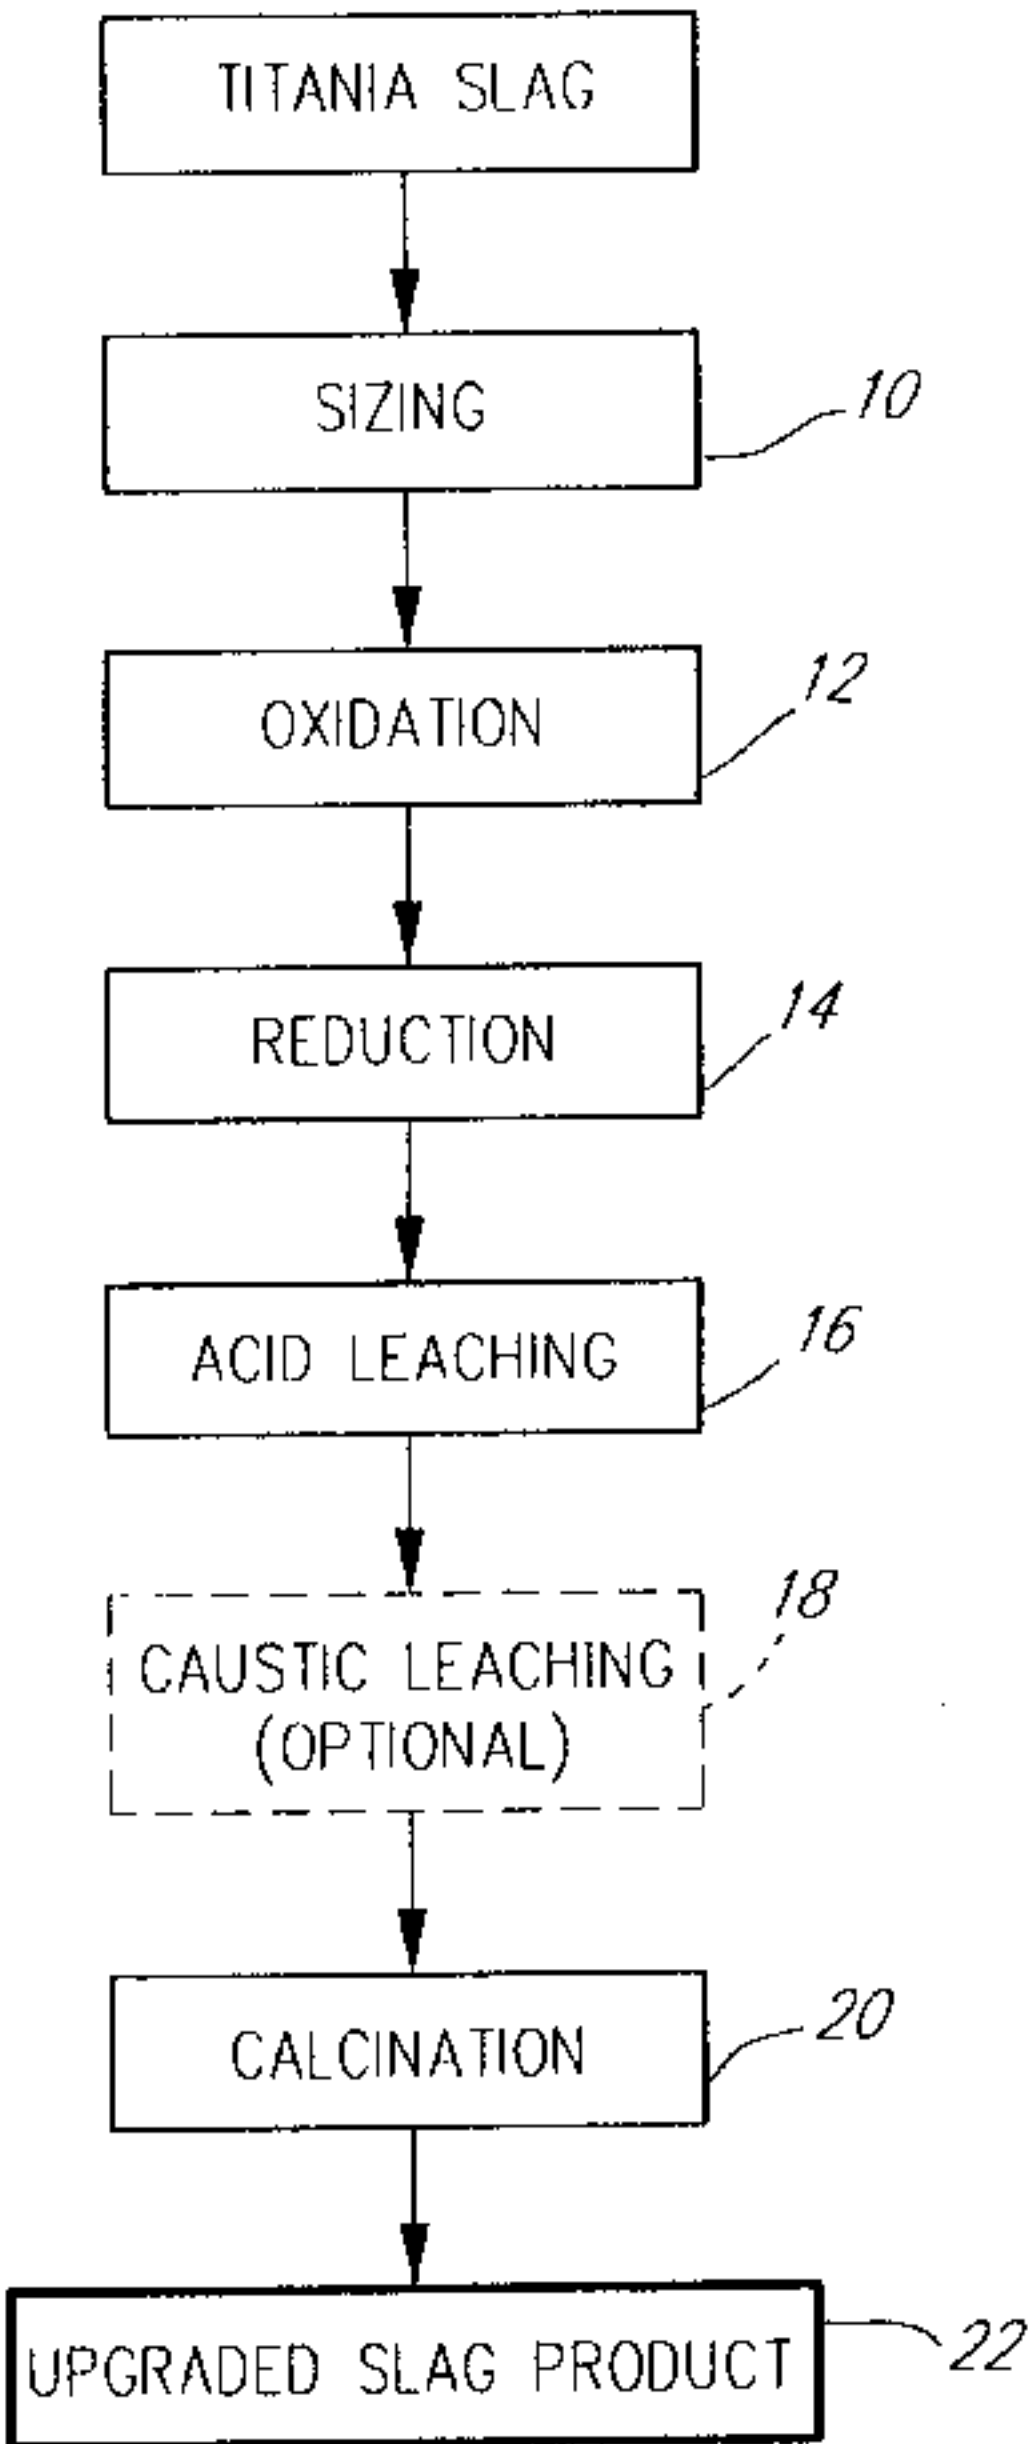 TITANIA SLAG
SIZING
10
OXIDATION
12
REDUCTION
14
ACID LEACHING
16
CAUSTIC LEACHING
(OPTIONAL)
18
CALCINATION
20
UPGRADED SLAG PRODUCT
22